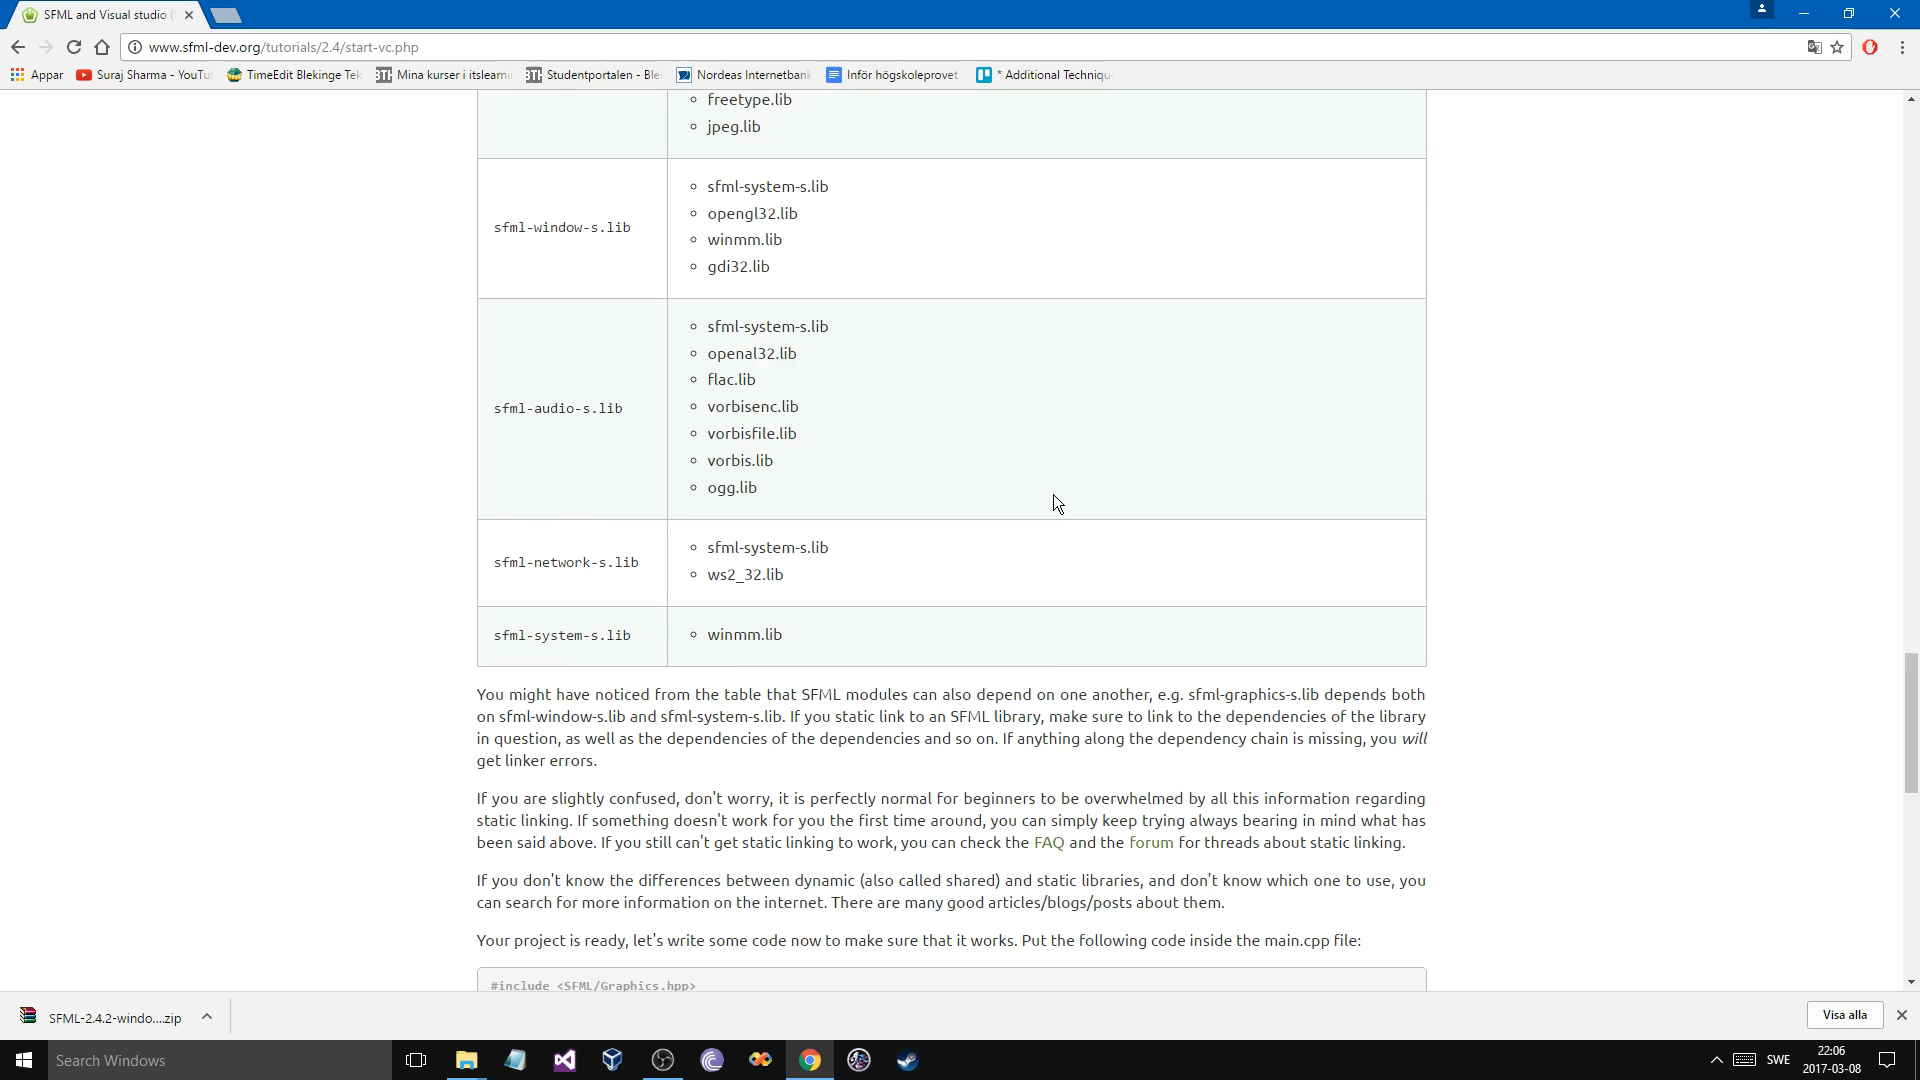 SFML and Visual studio (
www.sfml-dev.org/tutorials/2.4/start-vc.php
Appar
Suraj Sharma - YouTu
TimeEdit Blekinge Tek
Mina kurser i itslearni
Studentportalen - Ble
Nordeas Internetbank
Inför högskoleprovet
* Additional Techniqu
freetype.lib
jpeg.lib
sfml-window-s.lib
sfml-system-s.lib
opengl32.lib
winmm.lib
gdi32.lib
sfml-audio-s.lib
sfml-system-s.lib
openal32.lib
flac.lib
vorbisenc.lib
vorbisfile.lib
vorbis.lib
ogg.lib
sfml-network-s.lib
sfml-system-s.lib
ws2_32.lib
sfml-system-s.lib
winmm.lib
You might have noticed from the table that SFML modules can also depend on one another, e.g. sfml-graphics-s.lib depends both
on sfml-window-s.lib and sfml-system-s.lib. If you static link to an SFML library, make sure to link to the dependencies of the library
in question, as well as the dependencies of the dependencies and so on. If anything along the dependency chain is missing, you will
get linker errors.
If you are slightly confused, don't worry, it is perfectly normal for beginners to be overwhelmed by all this information regarding
static linking. If something doesn't work for you the first time around, you can simply keep trying always bearing in mind what has
been said above. If you still can't get static linking to work, you can check the FAQ and the forum for threads about static linking.
If you don't know the differences between dynamic (also called shared) and static libraries, and don't know which one to use, you
can search for more information on the internet. There are many good articles/blogs/posts about them.
Your project is ready, let's write some code now to make sure that it works. Put the following code inside the main.cpp file:
#include <SFML/Graphics.hpp>
SFML-2.4.2-windo....zip
Visa alla
Search Windows
SWE
22:06
2017-03-08